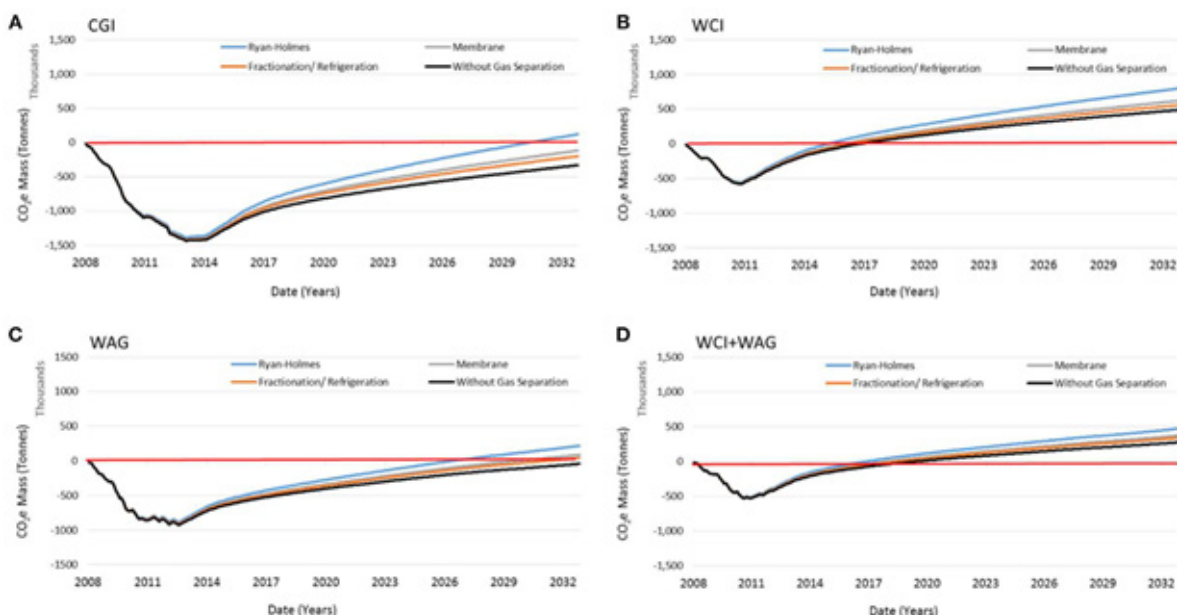 A
CGI
1,500
Ryan-Holmes
Membrane
Fractionation/ Refrigeration
Without Gas Separation
1,000
500
0
-500
-1,000
-1,500
Thousands
CO₂e Mass (Tonnes)
2008 2011 2014 2017 2020 2023 2026 2029 2032
Date (Years)
B
WCI
1,500
Ryan-Holmes
Membrane
Fractionation/ Refrigeration
Without Gas Separation
1,000
500
0
-500
-1,000
-1,500
Thousands
CO₂e Mass (Tonnes)
2008 2011 2014 2017 2020 2023 2026 2029 2032
Date (Years)
C
WAG
1500
Ryan-Holmes
Membrane
Fractionation/ Refrigeration
Without Gas Separation
1000
500
0
-500
-1000
-1500
Thousands
CO₂e Mass (Tonnes)
2008 2011 2014 2017 2020 2023 2026 2029 2032
Date (Years)
D
WCI+WAG
1,500
Ryan-Holmes
Membrane
Fractionation/ Refrigeration
Without Gas Separation
1,000
500
0
-500
-1,000
-1,500
Thousands
CO₂e Mass (Tonnes)
2008 2011 2014 2017 2020 2023 2026 2029 2032
Date (Years)